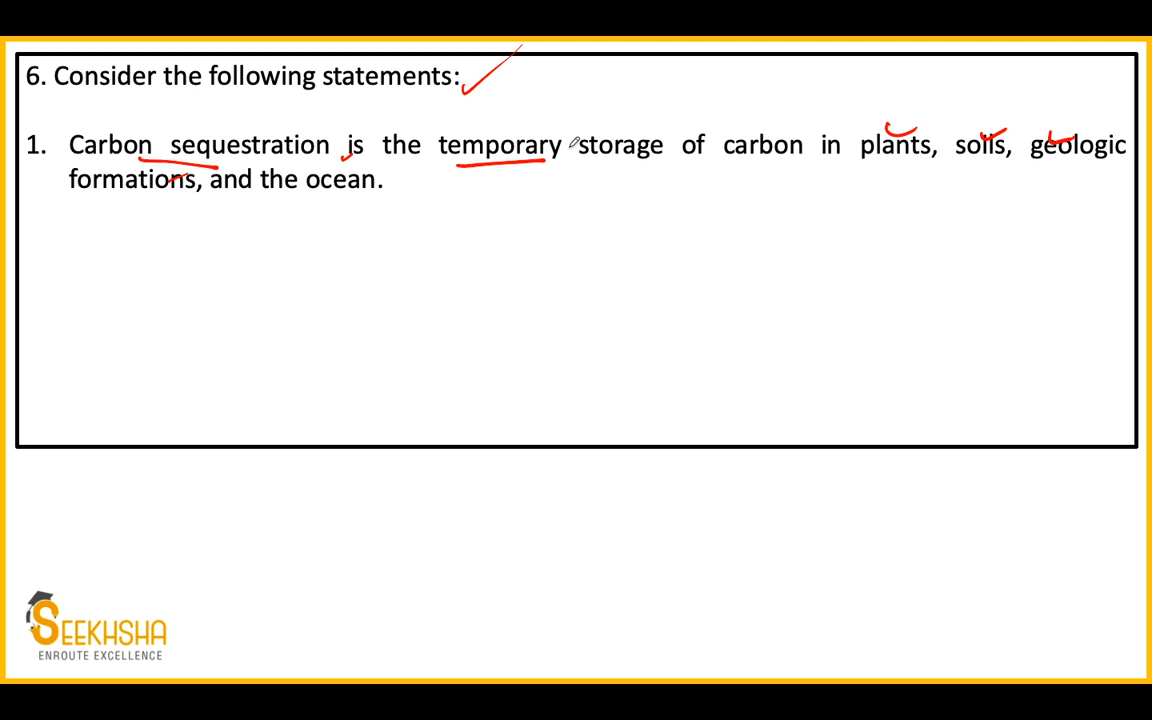 6. Consider the following statements:
1. Carbon sequestration is the temporary storage of carbon in plants, soils, geologic
formations, and the ocean.
SEEKHSHA
ENROUTE EXCELLENCE